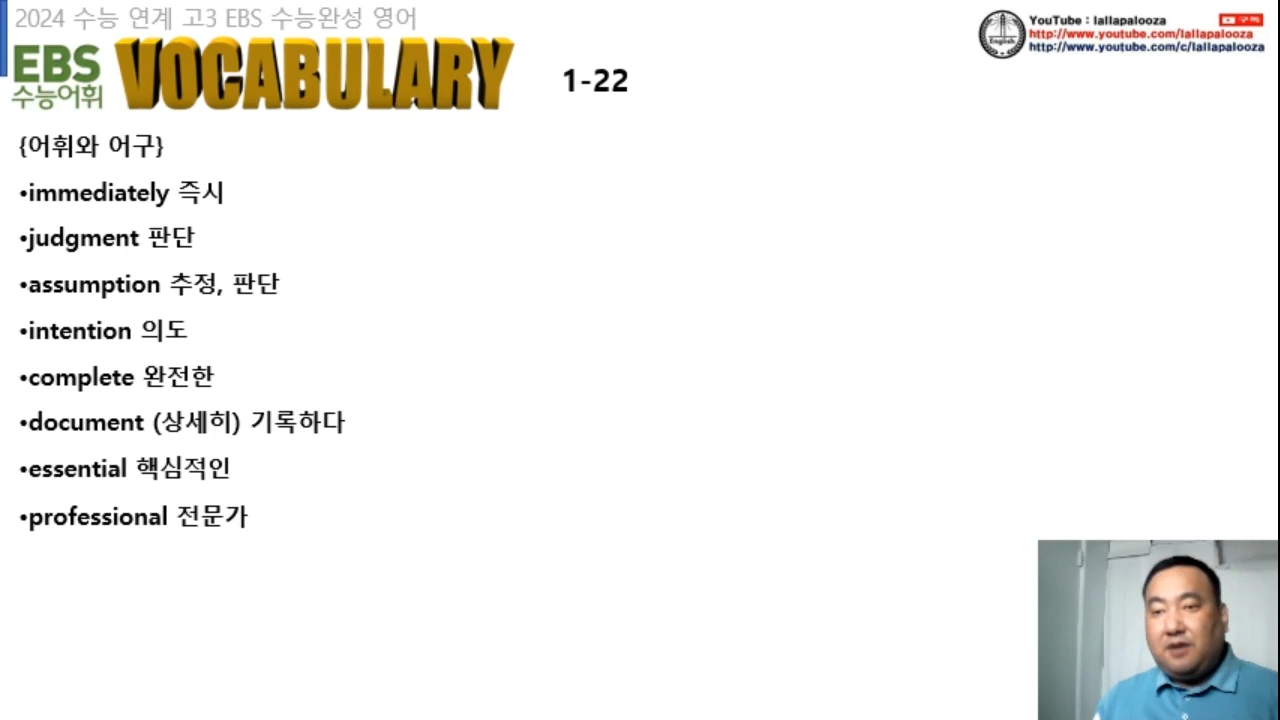 2024 수능 연계 고3 EBS 수능완성 영어
EBS
수능어휘
VOCABULARY
1-22
English
YouTube : lallapalooza
구독
http://www.youtube.com/lallapalooza
http://www.youtube.com/c/lallapalooza
{어휘와 어구}
•immediately 즉시
•judgment 판단
•assumption 추정, 판단
•intention 의도
•complete 완전한
•document (상세히) 기록하다
•essential 핵심적인
•professional 전문가